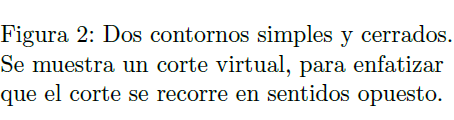 Figura 2: Dos contornos simples y cerrados.
Se muestra un corte virtual, para enfatizar
que el corte se recorre en sentidos opuesto.